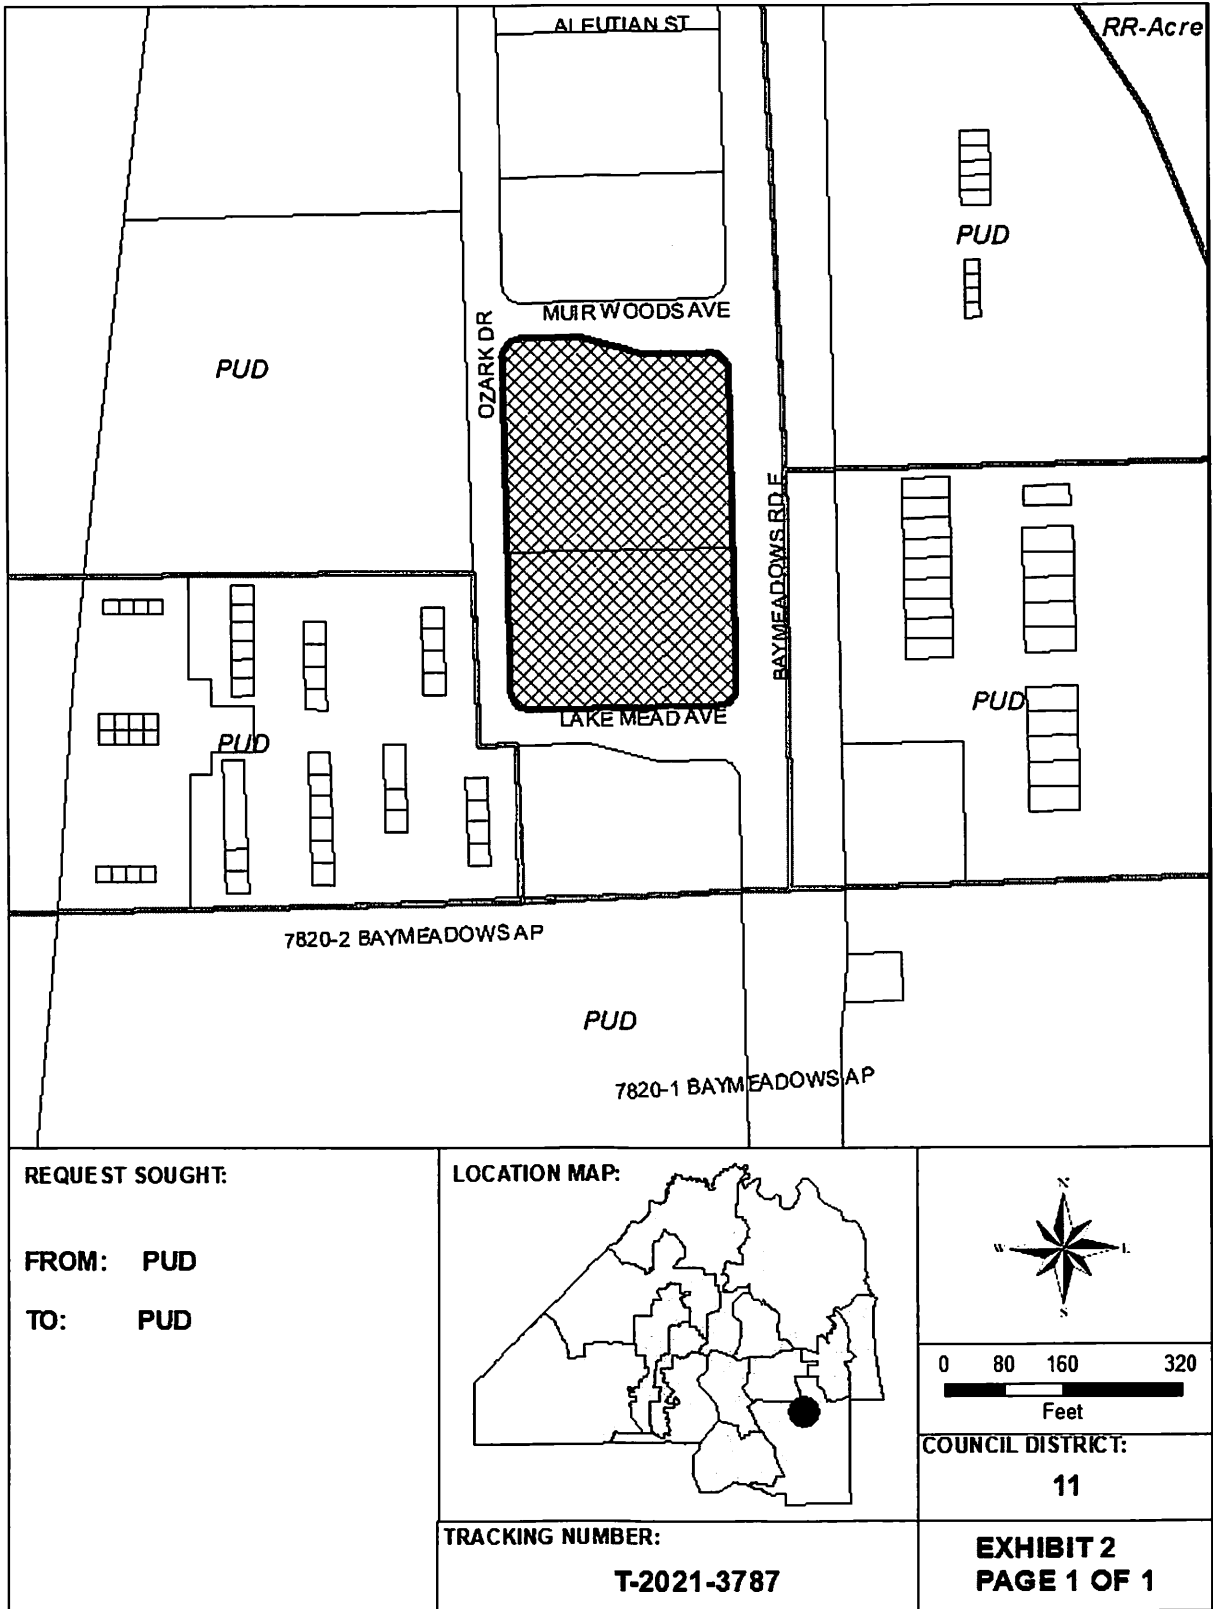 ALEUTIAN ST
RR-Acre
PUD
MUIR WOODS AVE
OZARK DR
PUD
BAYMEADOWS RD E
PUD
LAKE MEAD AVE
PUD
7820-2 BAYMEADOWS AP
PUD
7820-1 BAYMEADOWS AP
REQUEST SOUGHT:
FROM: PUD
TO: PUD
LOCATION MAP:
N
W
E
S
0 80 160 320
Feet
COUNCIL DISTRICT:
11
TRACKING NUMBER:
T-2021-3787
EXHIBIT 2
PAGE 1 OF 1